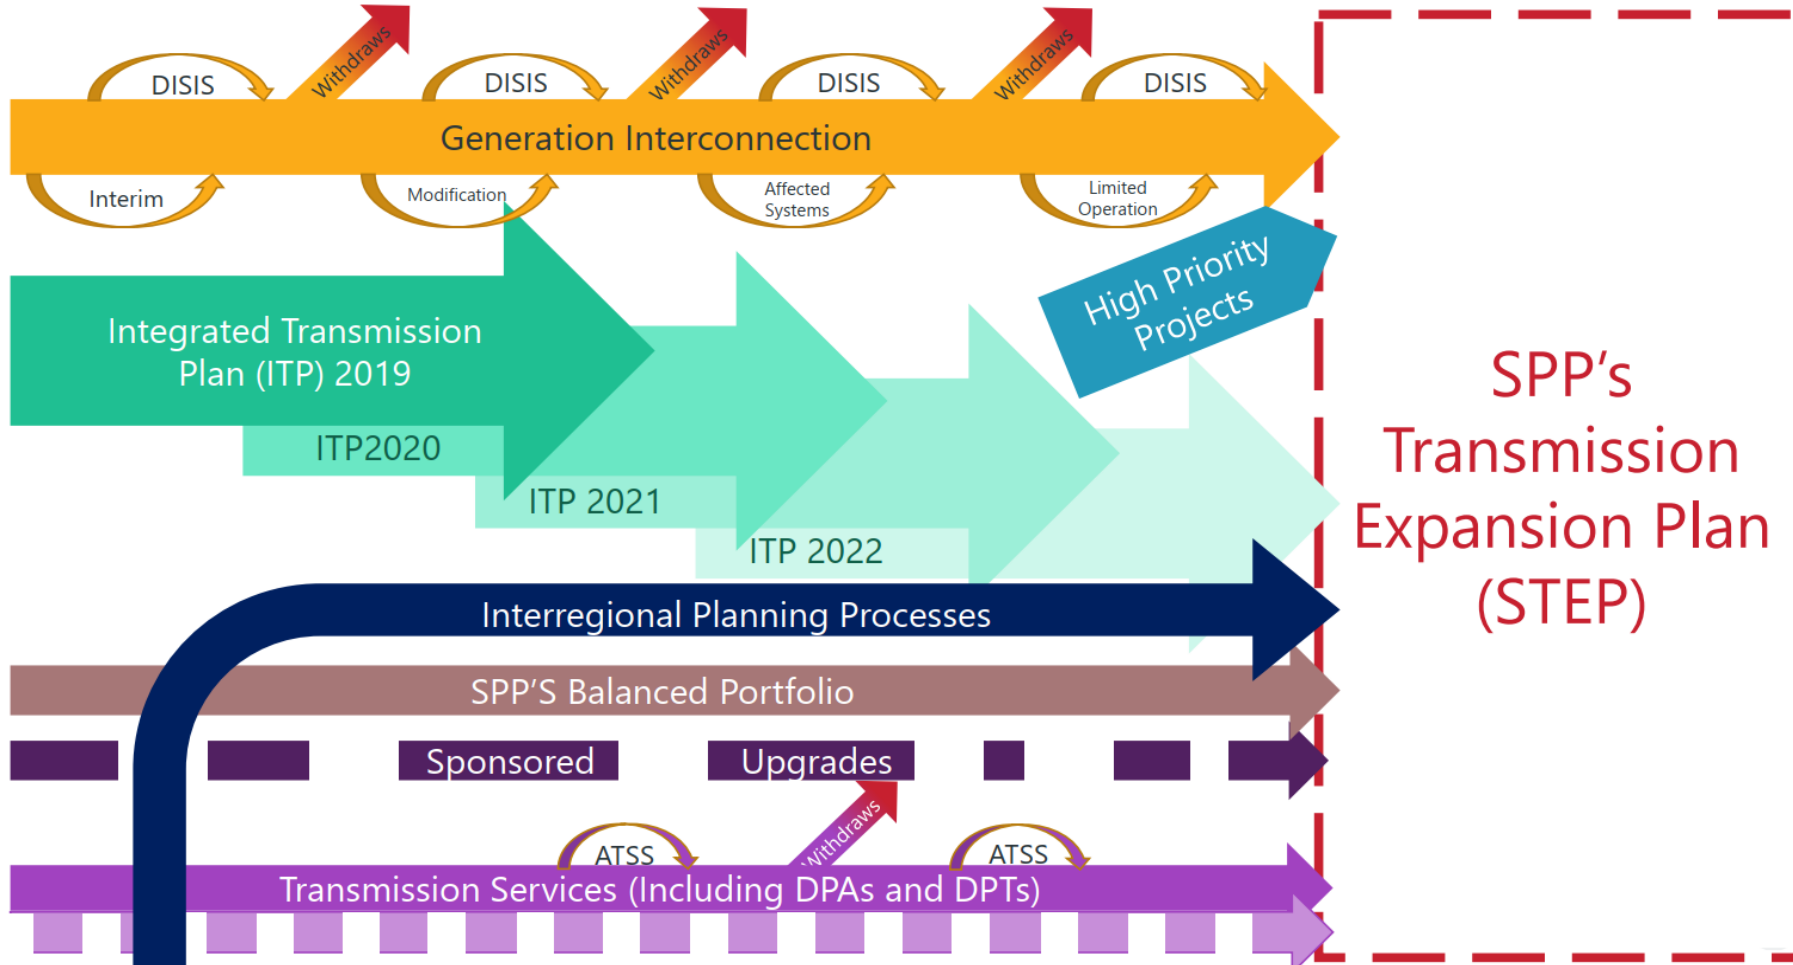 DISIS
Withdraws
DISIS
Withdraws
DISIS
Withdraws
DISIS
Generation Interconnection
Interim
Modification
Affected
Systems
Limited
Operation
High Priority
Projects
Integrated Transmission
Plan (ITP) 2019
ITP2020
ITP 2021
ITP 2022
Interregional Planning Processes
SPP'S Balanced Portfolio
Sponsored Upgrades
Withdraws
ATSS
ATSS
Transmission Services (Including DPAs and DPTs)
SPP's
Transmission
Expansion Plan
(STEP)